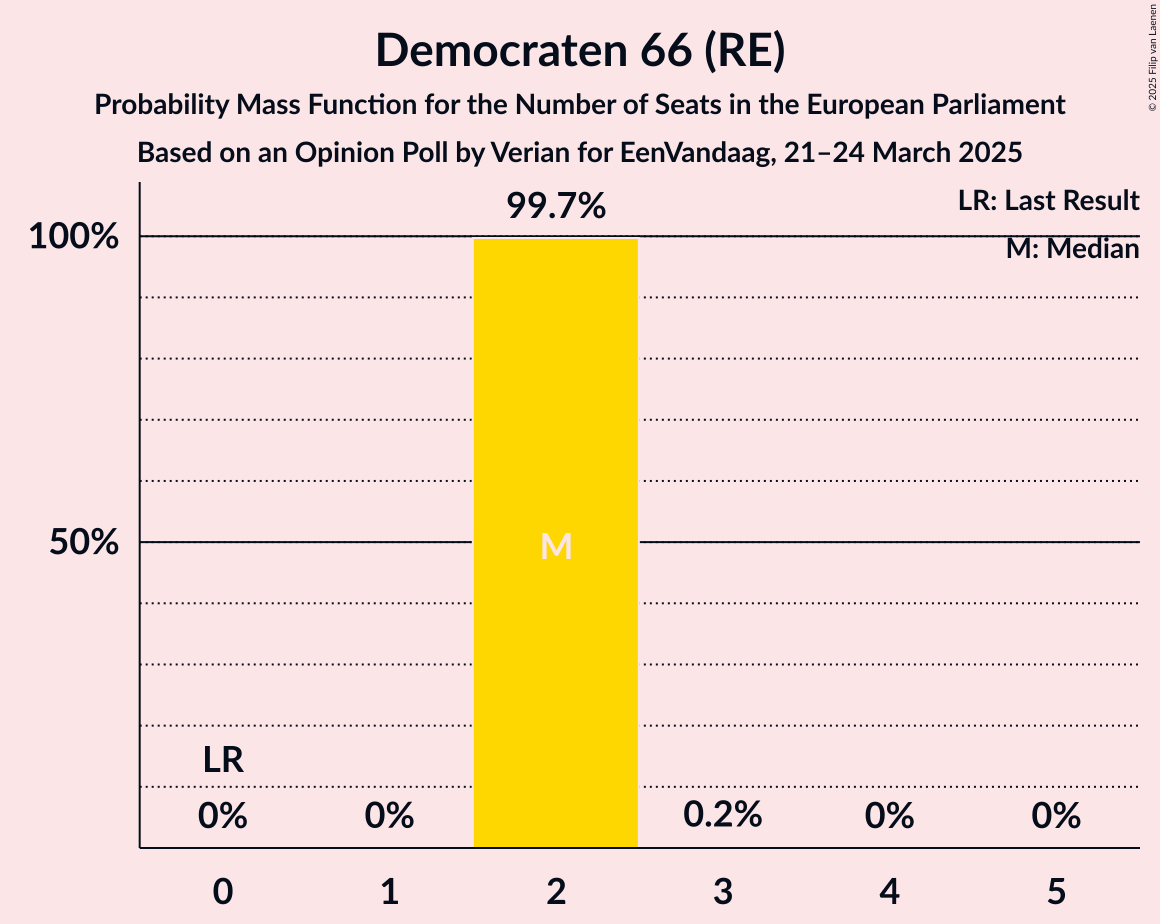 Democraten 66 (RE)
Probability Mass Function for the Number of Seats in the European Parliament
Based on an Opinion Poll by Verian for EenVandaag, 21–24 March 2025
© 2025 Filip van Laenen
LR: Last Result
M: Median
99.7%
100%
50%
M
LR
0%
0%
0.2%
0%
0%
0
1
2
3
4
5